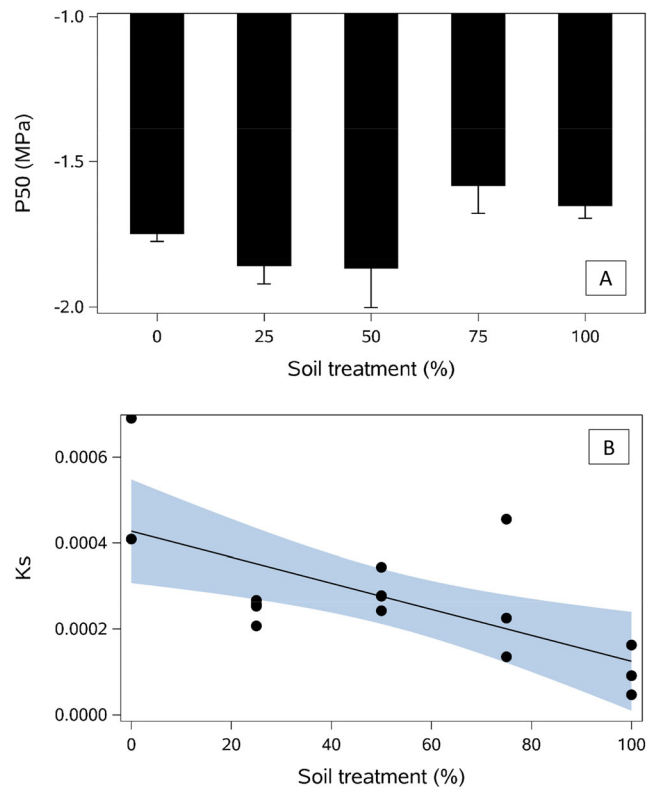 -1.0
-1.5
-2.0
P50 (MPa)
A
0 25 50 75 100
Soil treatment (%)
0.0006
0.0004
0.0002
0.0000
Ks
B
0 20 40 60 80 100
Soil treatment (%)